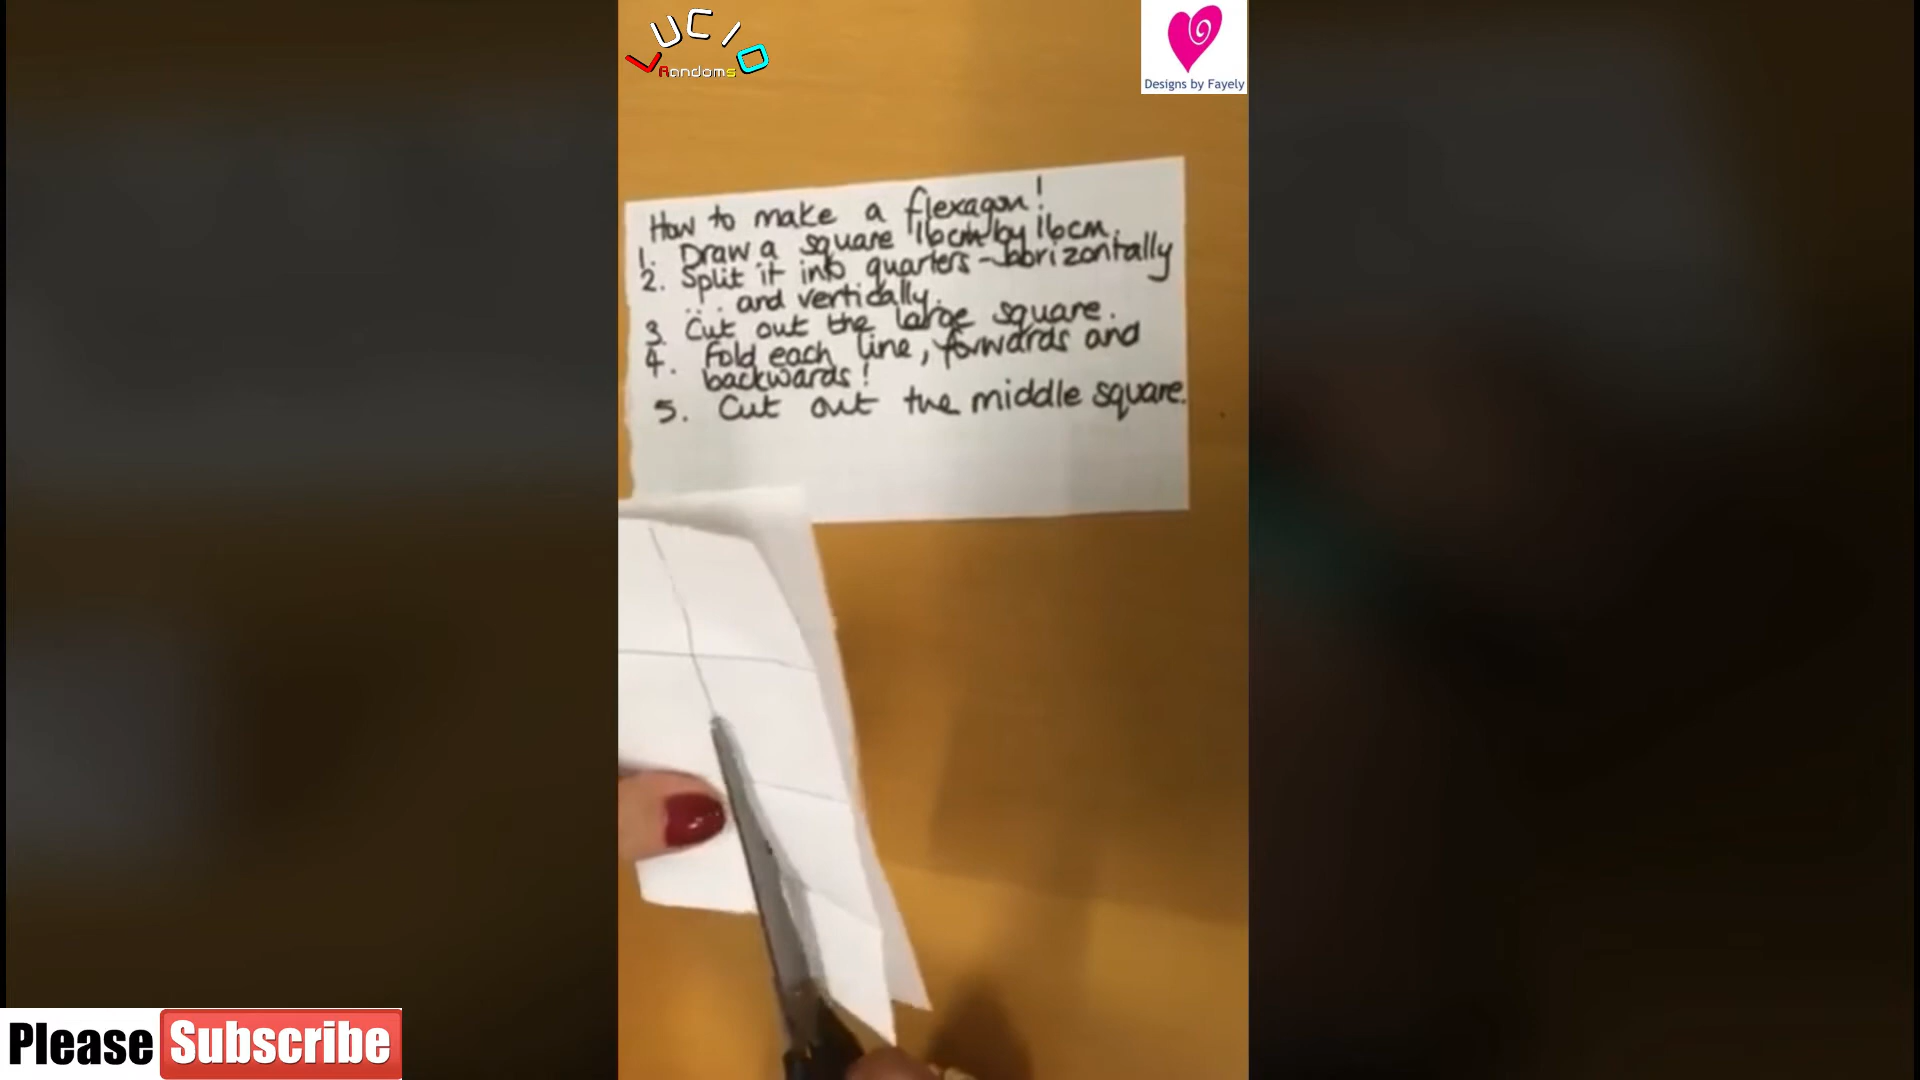 LUCIO
Randoms
Designs by Fayely
How to make a flexagon!
1. Draw a square 16cm by 16cm.
2. Split it into quarters - horizontally
... and vertically.
3. Cut out the large square.
4. Fold each line, forwards and
backwards!
5. Cut out the middle square.
Please Subscribe